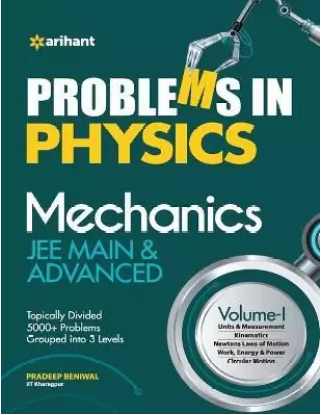 arihant
PROBLEMS IN
PHYSICS
Mechanics
JEE MAIN &
ADVANCED
Topically Divided
5000+ Problems
Grouped into 3 Levels
PRADEEP BENIWAL
IIT Kharagpur
Volume-I
Units & Measurement
Kinematics
Newtons Laws of Motion
Work, Energy & Power
Circular Motion